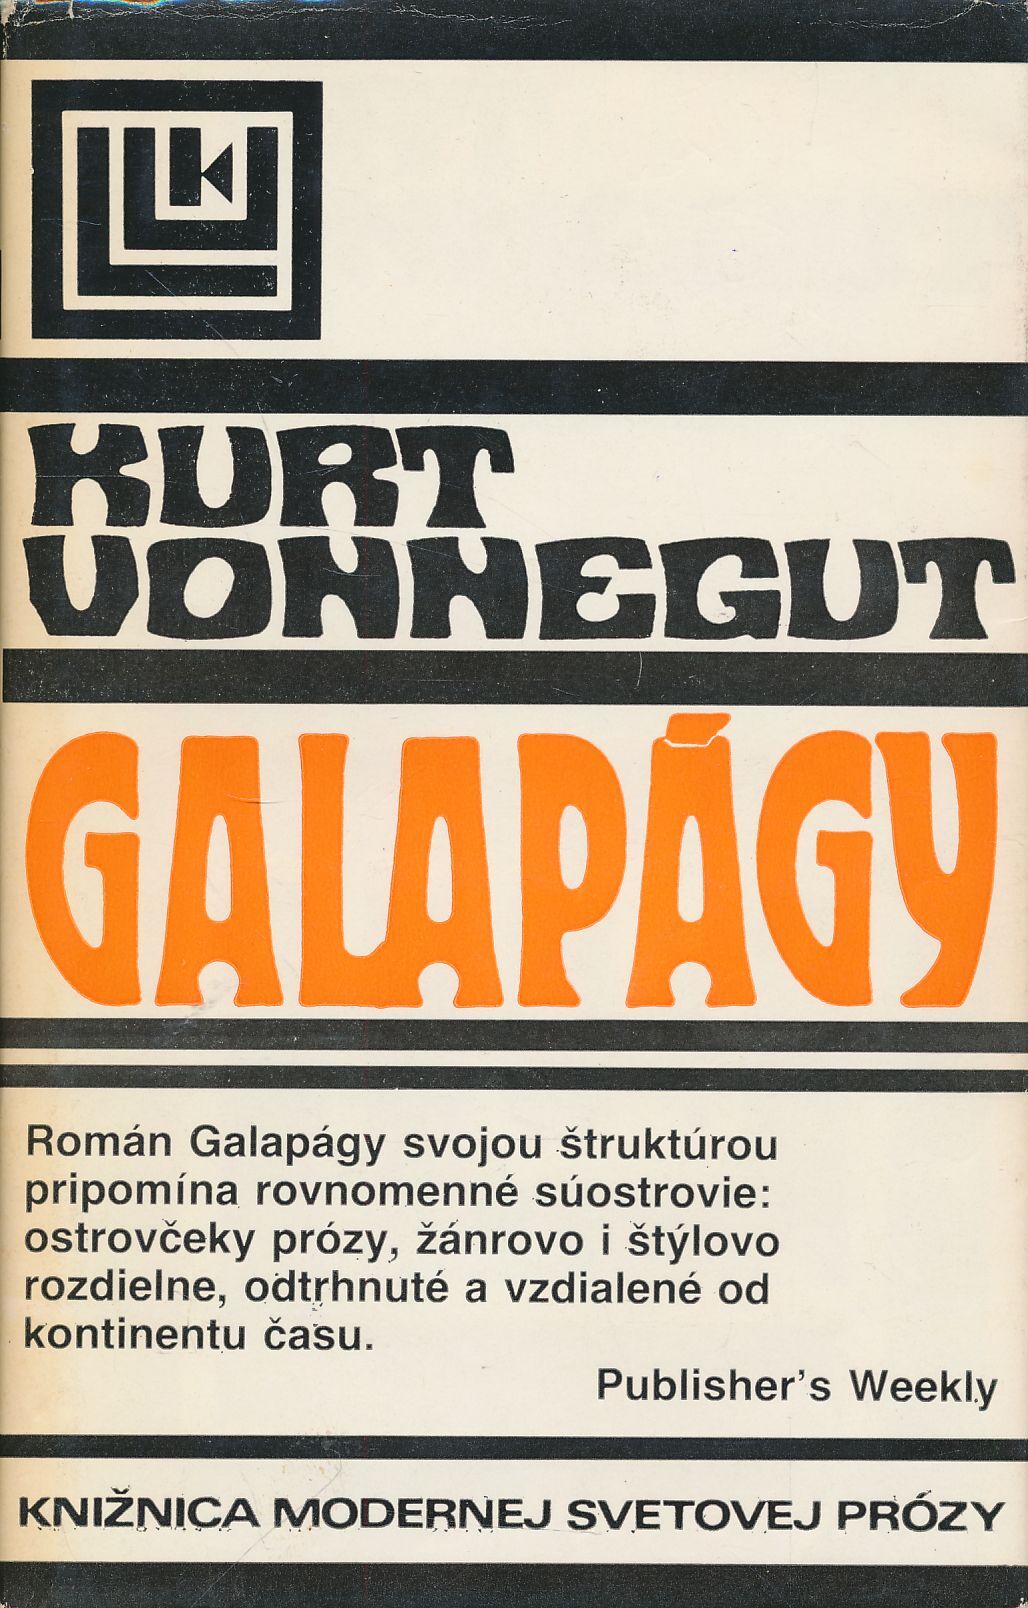 KURT
VONNEGUT
GALAPÁGY
Román Galapágy svojou štruktúrou
pripomína rovnomenné súostrovie:
ostrovčeky prózy, žánrovo i štýlovo
rozdielne, odtrhnuté a vzdialené od
kontinentu času.
Publisher's Weekly
KNIŽNICA MODERNEJ SVETOVEJ PRÓZY